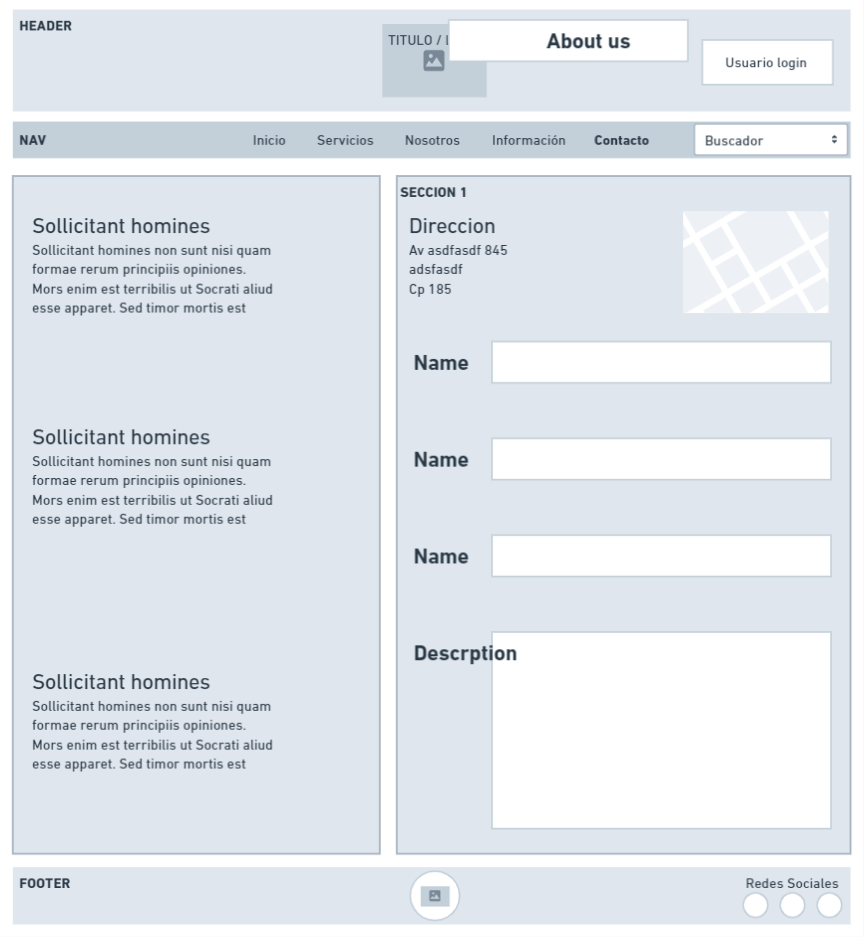 HEADER
TITULO / I
About us
Usuario login
NAV
Inicio
Servicios
Nosotros
Información
Contacto
Buscador
Sollicitant homines
Sollicitant homines non sunt nisi quam
formae rerum principiis opiniones.
Mors enim est terribilis ut Socrati aliud
esse apparet. Sed timor mortis est
Sollicitant homines
Sollicitant homines non sunt nisi quam
formae rerum principiis opiniones.
Mors enim est terribilis ut Socrati aliud
esse apparet. Sed timor mortis est
Sollicitant homines
Sollicitant homines non sunt nisi quam
formae rerum principiis opiniones.
Mors enim est terribilis ut Socrati aliud
esse apparet. Sed timor mortis est
SECCION 1
Direccion
Av asdfasdf 845
adsfasdf
Cp 185
Name
Name
Name
Descrption
FOOTER
Redes Sociales